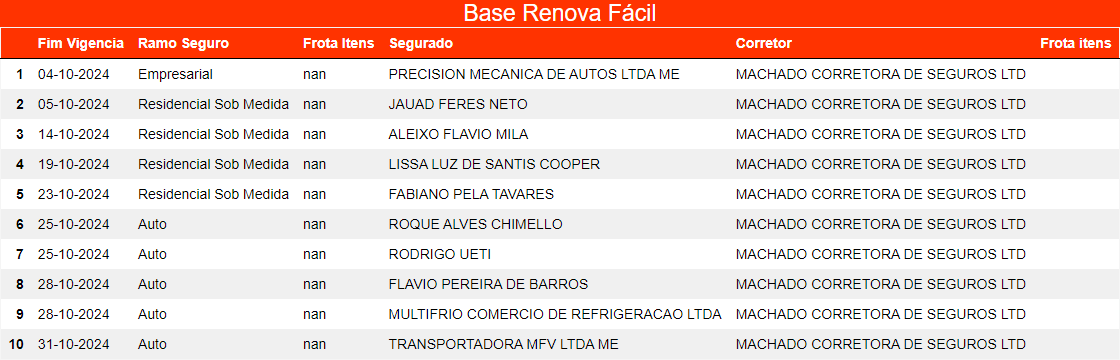 Base Renova Fácil
Fim Vigencia Ramo Seguro Frota Itens Segurado Corretor Frota itens
1 04-10-2024 Empresarial nan PRECISION MECANICA DE AUTOS LTDA ME MACHADO CORRETORA DE SEGUROS LTD
2 05-10-2024 Residencial Sob Medida nan JAUAD FERES NETO MACHADO CORRETORA DE SEGUROS LTD
3 14-10-2024 Residencial Sob Medida nan ALEIXO FLAVIO MILA MACHADO CORRETORA DE SEGUROS LTD
4 19-10-2024 Residencial Sob Medida nan LISSA LUZ DE SANTIS COOPER MACHADO CORRETORA DE SEGUROS LTD
5 23-10-2024 Residencial Sob Medida nan FABIANO PELA TAVARES MACHADO CORRETORA DE SEGUROS LTD
6 25-10-2024 Auto nan ROQUE ALVES CHIMELLO MACHADO CORRETORA DE SEGUROS LTD
7 25-10-2024 Auto nan RODRIGO UETI MACHADO CORRETORA DE SEGUROS LTD
8 28-10-2024 Auto nan FLAVIO PEREIRA DE BARROS MACHADO CORRETORA DE SEGUROS LTD
9 28-10-2024 Auto nan MULTIFRIO COMERCIO DE REFRIGERACAO LTDA MACHADO CORRETORA DE SEGUROS LTD
10 31-10-2024 Auto nan TRANSPORTADORA MFV LTDA ME MACHADO CORRETORA DE SEGUROS LTD